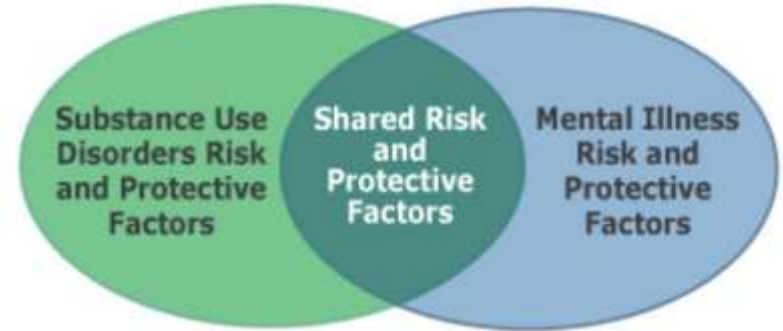 Substance Use
Disorders Risk
and Protective
Factors
Shared Risk
and
Protective
Factors
Mental Illness
Risk and
Protective
Factors